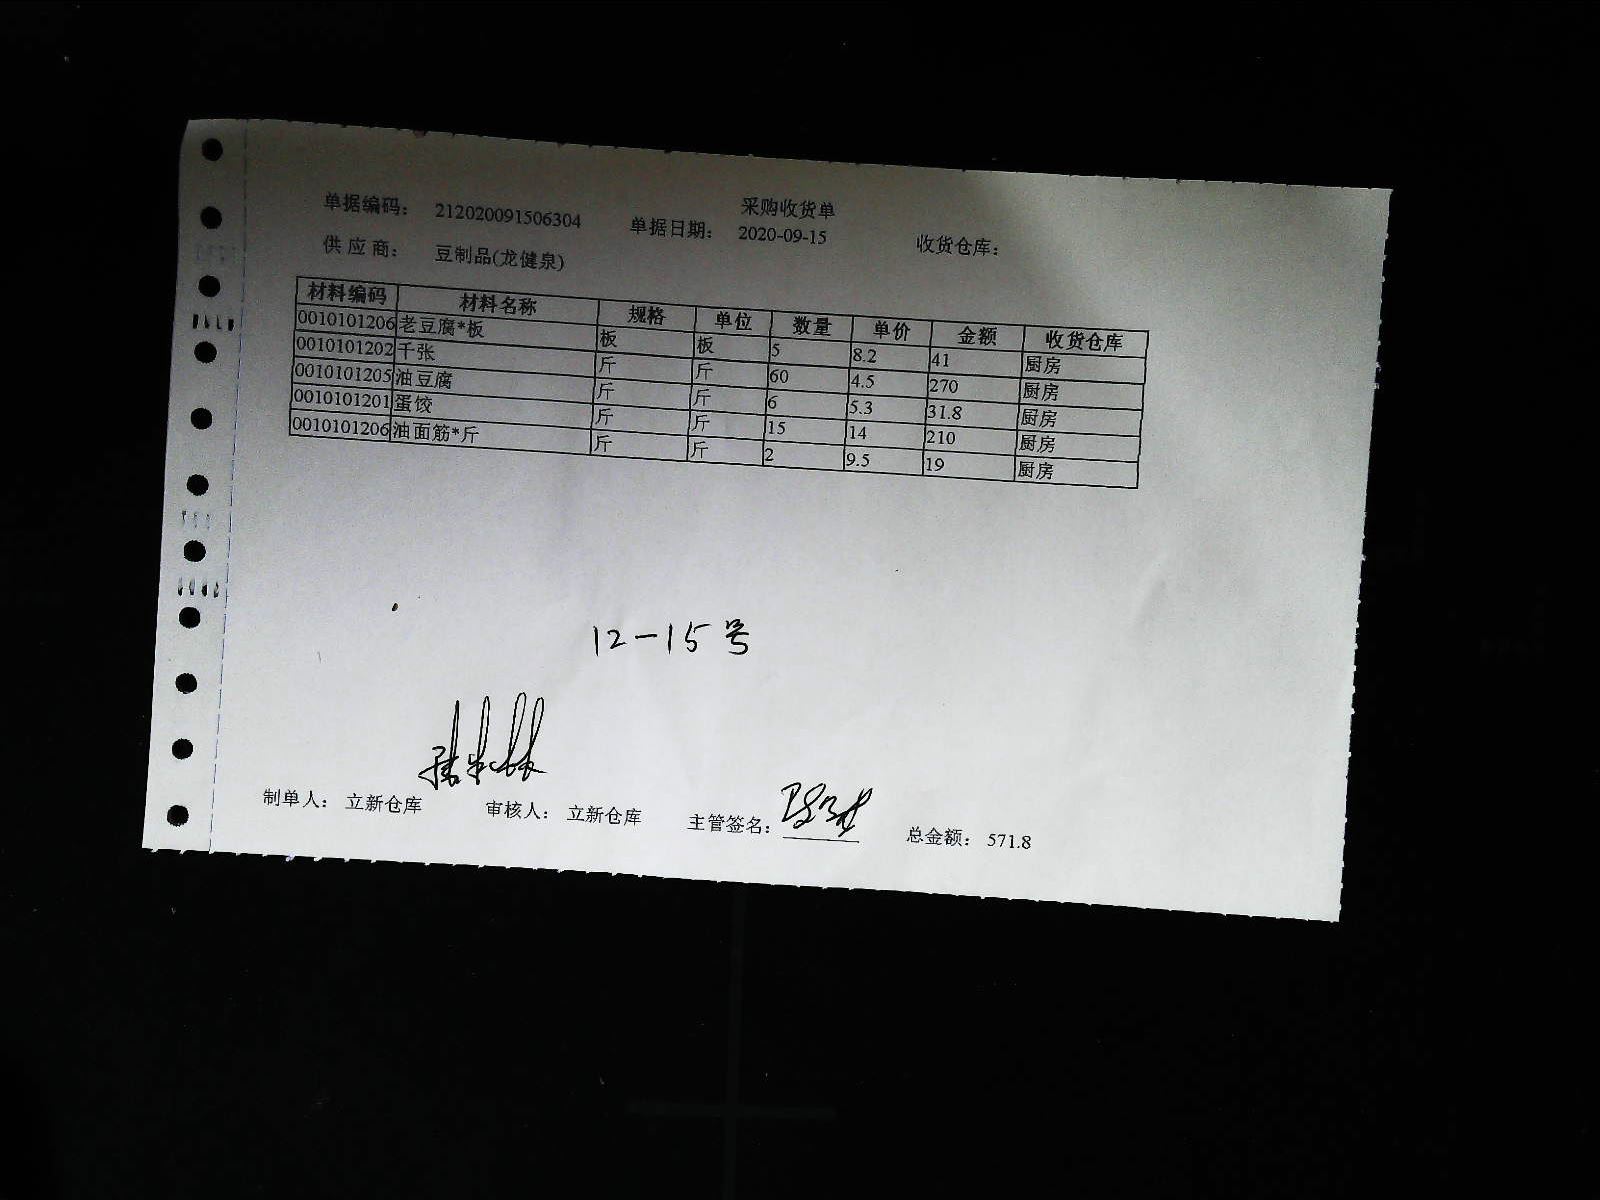 采购收货单
单据编码： 212020091506304 单据日期： 2020-09-15 收货仓库：
供 应 商： 豆制品(龙健泉)
材料编码 材料名称 规格 单位 数量 单价 金额 收货仓库
0010101206 老豆腐*板 板 板 5 8.2 41 厨房
0010101202 千张 斤 斤 60 4.5 270 厨房
0010101205 油豆腐 斤 斤 6 5.3 31.8 厨房
0010101201 蛋饺 斤 斤 15 14 210 厨房
0010101206 油面筋*斤 斤 斤 2 9.5 19 厨房
12-15号
制单人： 立新仓库 审核人： 立新仓库 主管签名： 总金额： 571.8